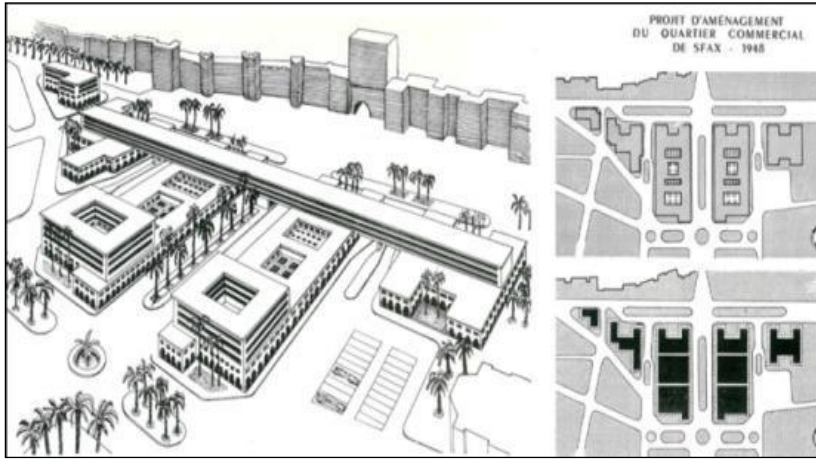 PROJET D'AMÉNAGEMENT
DU QUARTIER COMMERCIAL
DE SFAX - 1948